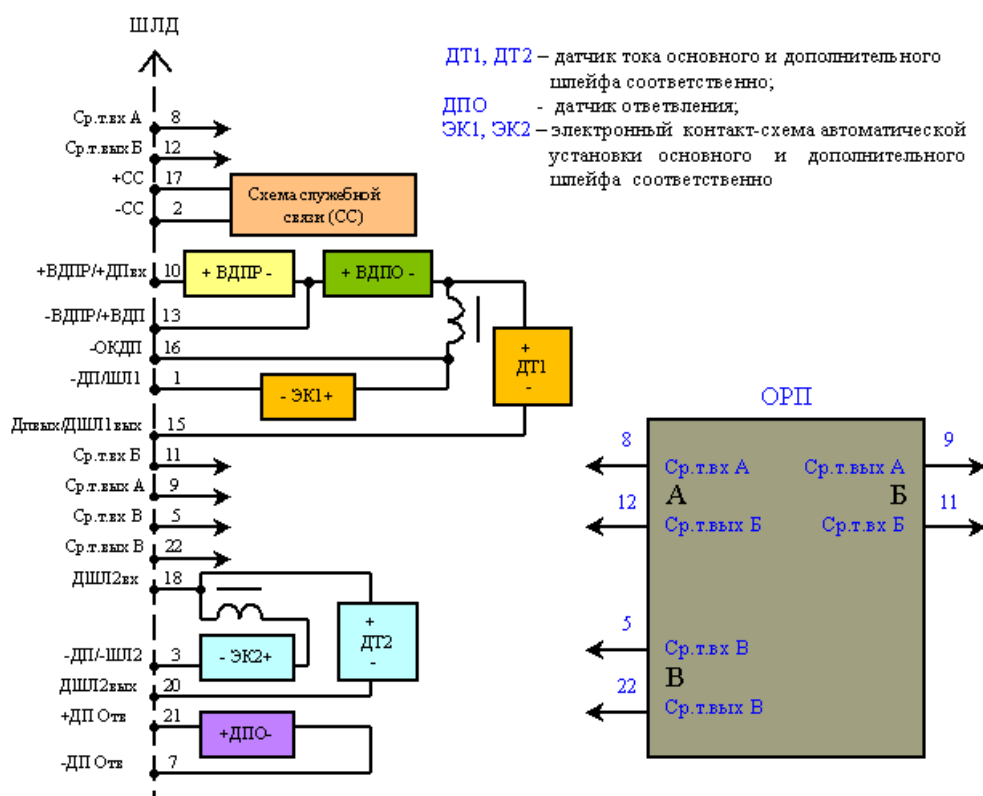 ШЛД
ДТ1, ДТ2 – датчик тока основного и дополнительного
шлейфа соответственно;
ДПО - датчик ответвления;
ЭК1, ЭК2 – электронный контакт-схема автоматической
установки основного и дополнительного
шлейфа соответственно
Ср.т.вх А 8
Ср.т.вых Б 12
+СС 17
-СС 2
Схема служебной
связи (СС)
+ВДПР/+ДПвх 10
+ ВДПР -
+ ВДПО -
-ВДПР/+ВДП 13
-ОКДП 16
-ДП/ШЛ1 1
- ЭК1+
+
ДТ1
-
Дпвых/ДШЛ1вых 15
Ср.т.вх Б 11
Ср.т.вых А 9
Ср.т.вх В 5
Ср.т.вых В 22
ДШЛ2вх 18
+
ДТ2
-
-ДП/-ШЛ2 3
- ЭК2+
ДШЛ2вых 20
+ДП Отв 21
+ДПО-
-ДП Отв 7
ОРП
8 Ср.т.вх А
А
12 Ср.т.вых Б
Ср.т.вых А 9
Б
Ср.т.вх Б 11
5 Ср.т.вх В
В
22 Ср.т.вых В